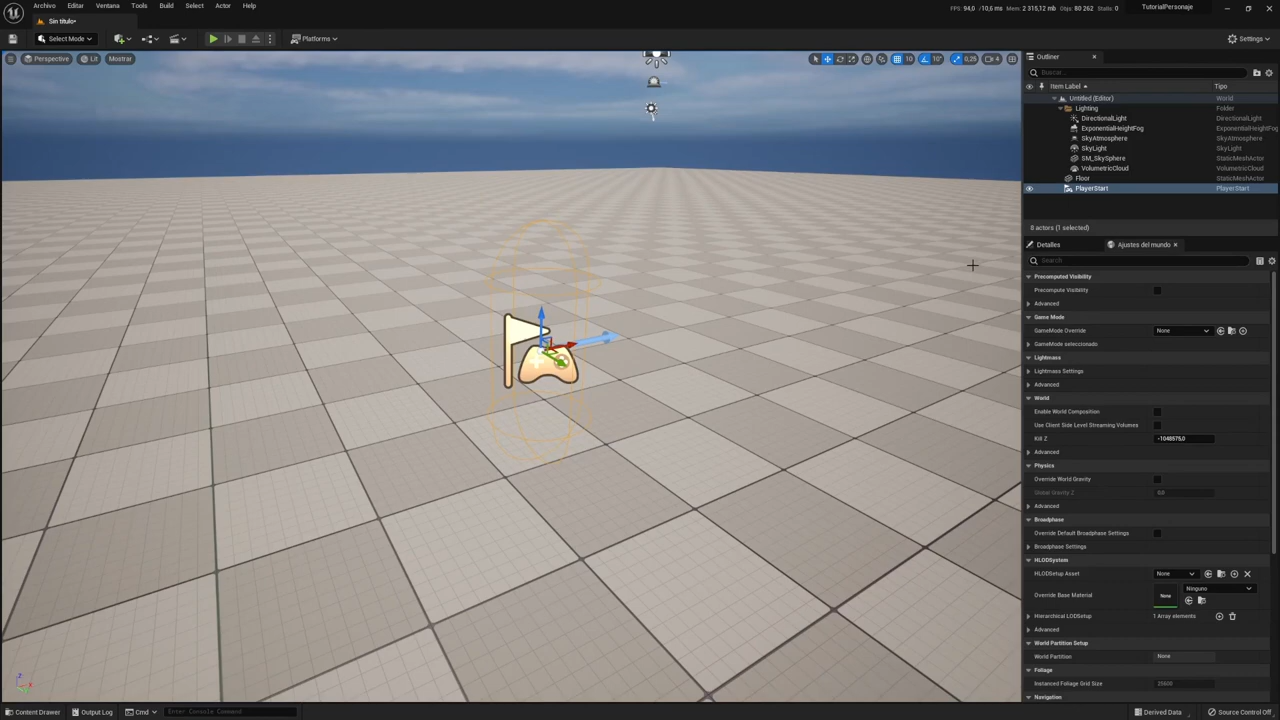 Archivo Editar Ventana Tools Build Select Actor Help
FPS: 94,0 / 10,6 ms Mem: 2 315,12 mb Objs: 80 262 Stalls: 0
TutorialPersonaje
Sin título•
Select Mode
Platforms
Settings
Perspective Lit Mostrar
10 10° 0,25 4
Outliner
Buscar...
Item Label Tipo
Untitled (Editor) World
Lighting Folder
DirectionalLight DirectionalLight
ExponentialHeightFog ExponentialHeightFog
SkyAtmosphere SkyAtmosphere
SkyLight SkyLight
SM_SkySphere StaticMeshActor
VolumetricCloud VolumetricCloud
Floor StaticMeshActor
PlayerStart PlayerStart
8 actors (1 selected)
Detalles Ajustes del mundo
Search
Precomputed Visibility
Precompute Visibility
Advanced
Game Mode
GameMode Override None
GameMode seleccionado
Lightmass
Lightmass Settings
Advanced
World
Enable World Composition
Use Client Side Level Streaming Volumes
Kill Z -1048575,0
Advanced
Physics
Override World Gravity
Global Gravity Z 0,0
Advanced
Broadphase
Override Default Broadphase Settings
Broadphase Settings
HLODSystem
HLODSetup Asset None
Override Base Material None Ninguno
Hierarchical LODSetup 1 Array elements
Advanced
World Partition Setup
World Partition None
Foliage
Instanced Foliage Grid Size 25600
Navigation
Z X
Content Drawer Output Log Cmd Enter Console Command
Derived Data Source Control Off